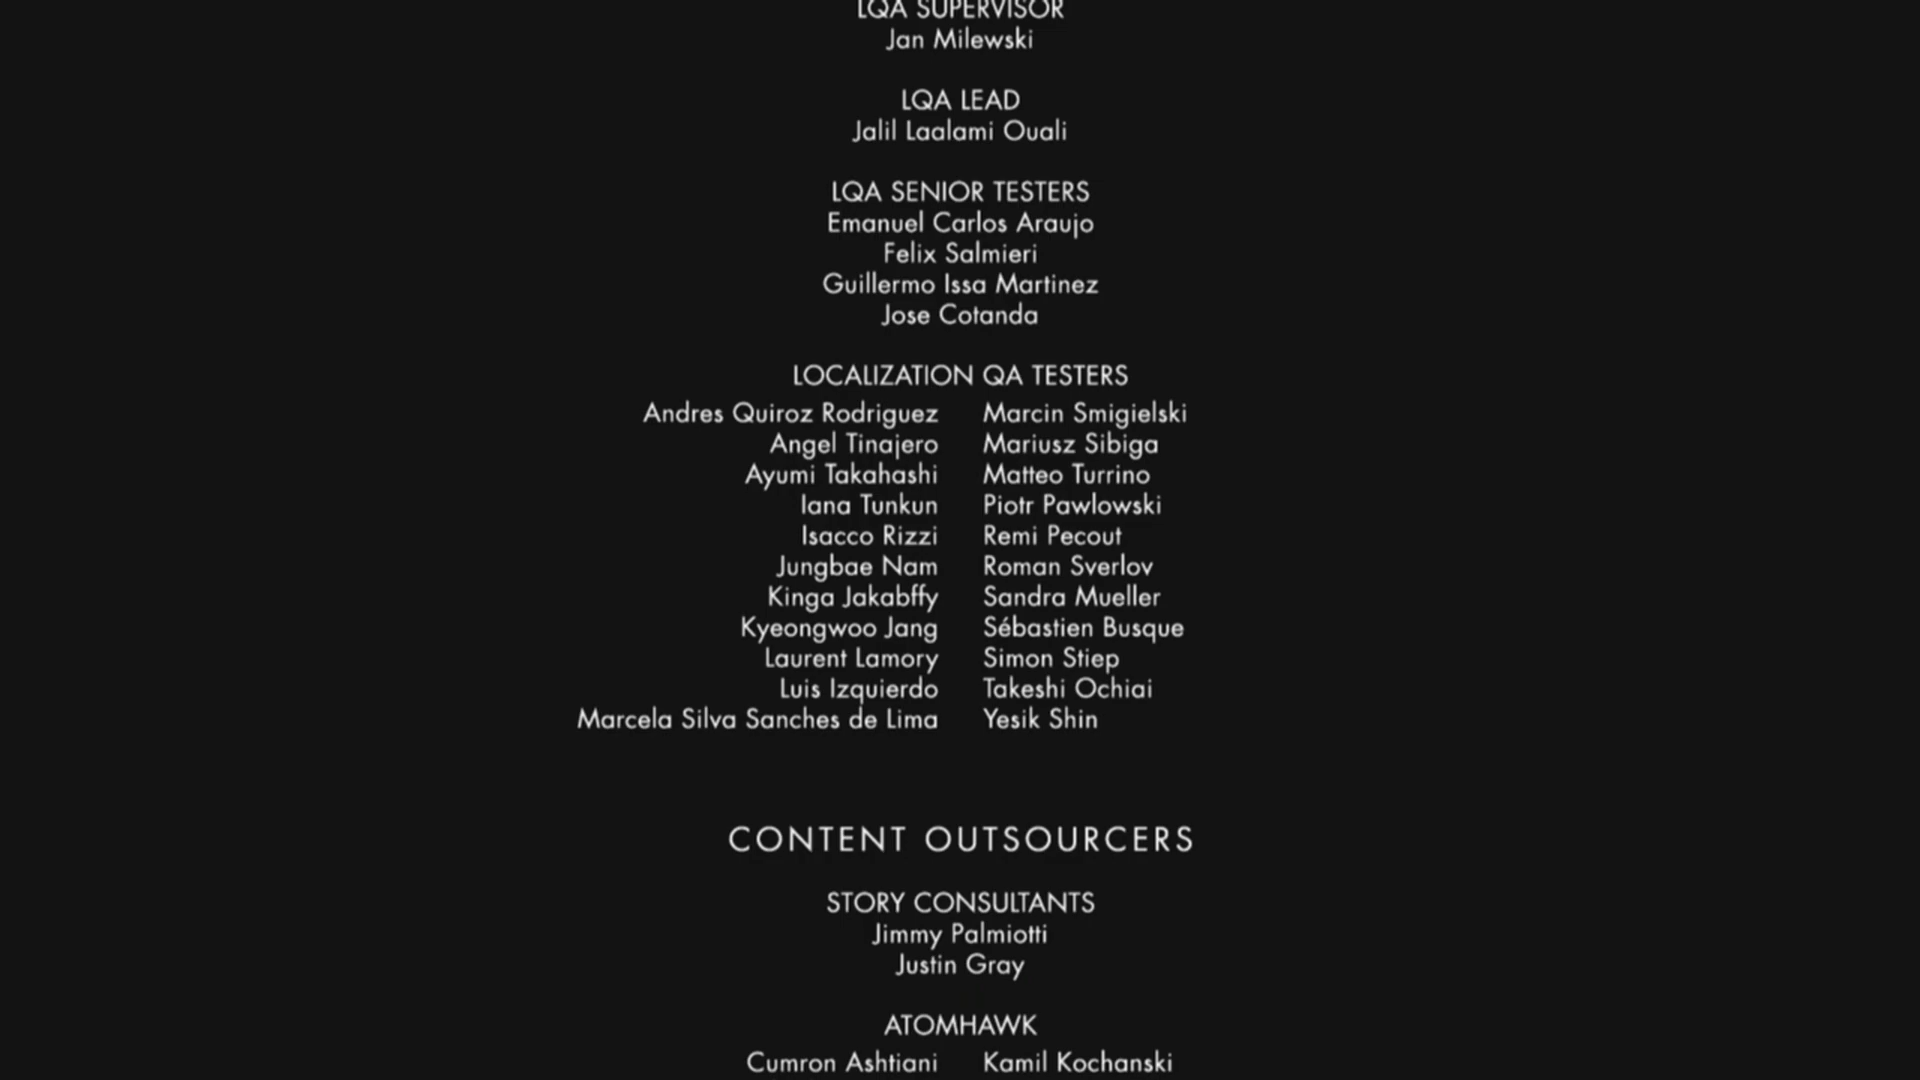 LQA SUPERVISOR
Jan Milewski
LQA LEAD
Jalil Laalami Ouali
LQA SENIOR TESTERS
Emanuel Carlos Araujo
Felix Salmieri
Guillermo Issa Martinez
Jose Cotanda
LOCALIZATION QA TESTERS
Andres Quiroz Rodriguez Marcin Smigielski
Angel Tinajero Mariusz Sibiga
Ayumi Takahashi Matteo Turrino
Iana Tunkun Piotr Pawlowski
Isacco Rizzi Remi Pecout
Jungbae Nam Roman Sverlov
Kinga Jakabffy Sandra Mueller
Kyeongwoo Jang Sébastien Busque
Laurent Lamory Simon Stiep
Luis Izquierdo Takeshi Ochiai
Marcela Silva Sanches de Lima Yesik Shin
CONTENT OUTSOURCERS
STORY CONSULTANTS
Jimmy Palmiotti
Justin Gray
ATOMHAWK
Cumron Ashtiani Kamil Kochanski